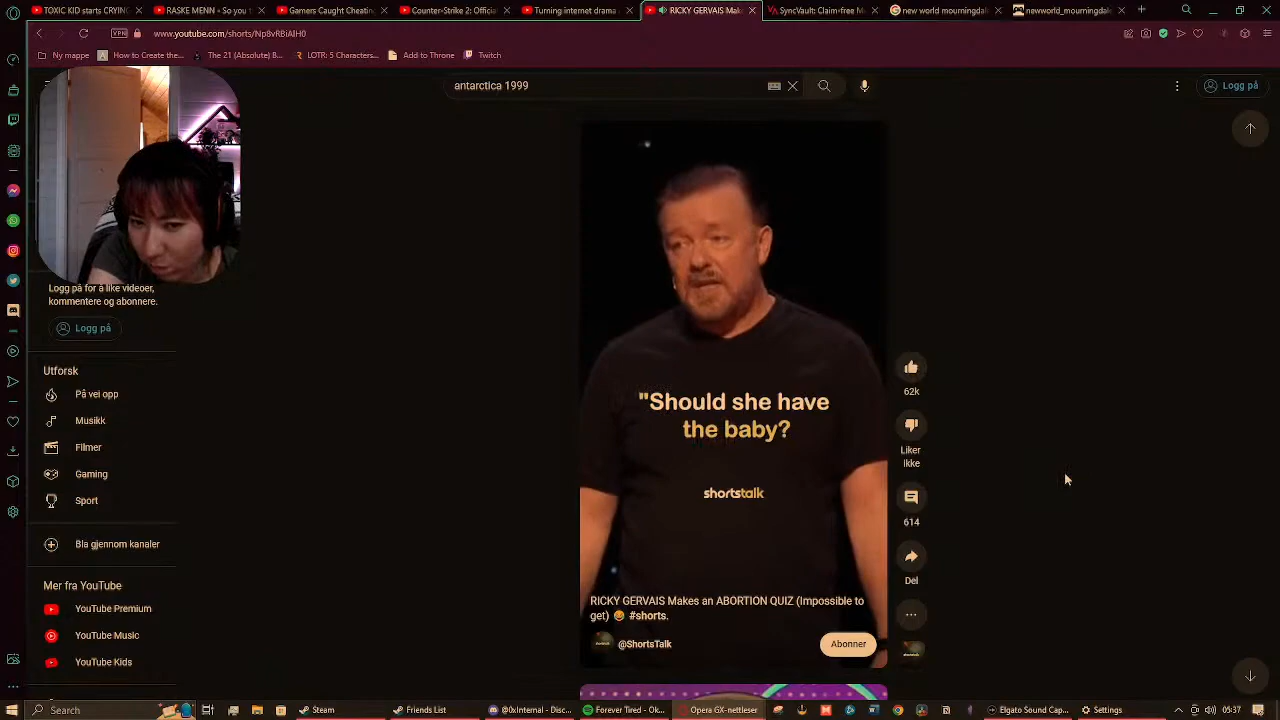 TOXIC KID starts CRYIN
RASKE MENN • So you t
Gamers Caught Cheatin
Counter-Strike 2: Offici
Turning internet drama
RICKY GERVAIS Mak
SyncVault: Claim+free M
new world mourningdal
newworld_mourningdal
VPN
www.youtube.com/shorts/Np8vRBiAIH0
Ny mappe
How to Create the...
The 21 (Absolute) B...
LOTR: 5 Characters...
Add to Throne
Twitch
antarctica 1999
Logg på
Logg på for å like videoer,
kommentere og abonnere.
Logg på
Utforsk
På vei opp
Musikk
Filmer
Gaming
Sport
Bla gjennom kanaler
Mer fra YouTube
YouTube Premium
YouTube Music
YouTube Kids
"Should she have
the baby?
shortstalk
RICKY GERVAIS Makes an ABORTION QUIZ (Impossible to
get) 😄 #shorts.
@ShortsTalk
Abonner
62k
Liker
ikke
614
Del
Search
Steam
Friends List
@0xInternal - Discord
Forever Tired - Ok...
Opera GX-nettleser
Elgato Sound Cap...
Settings
05:37